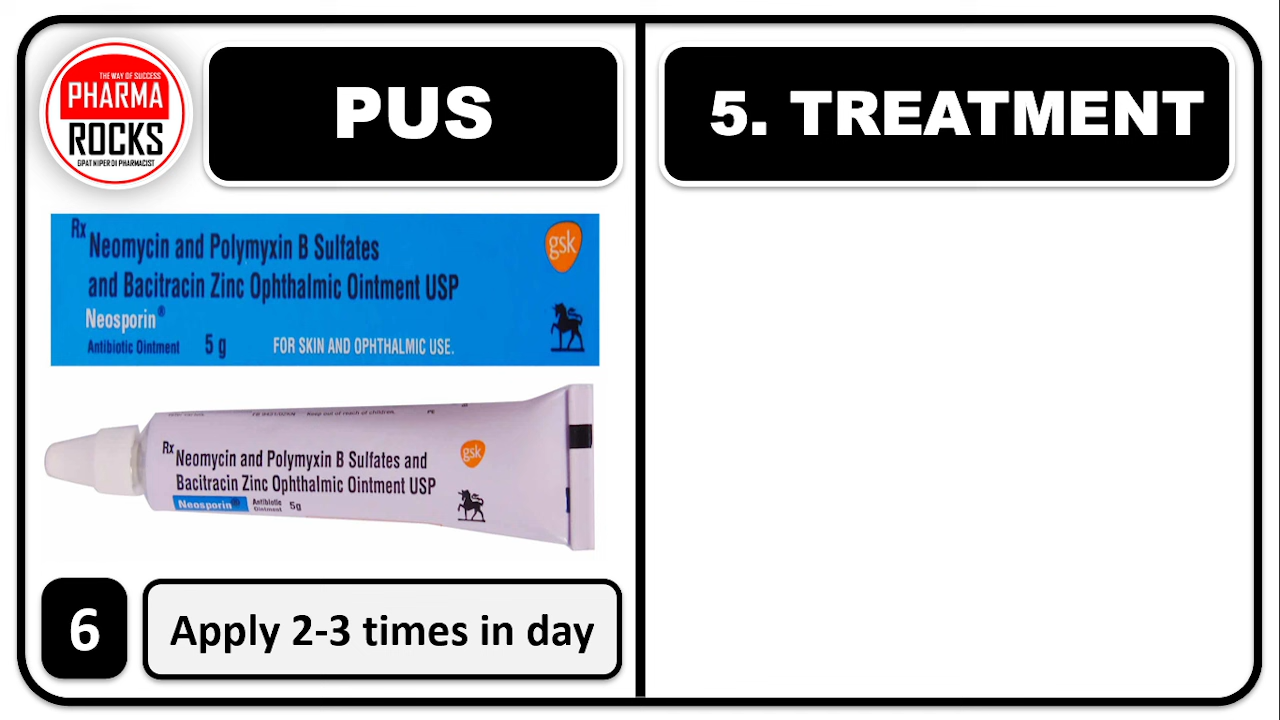 THE WAY OF SUCCESS
PHARMA
ROCKS
GPAT NIPER DI PHARMACIST
PUS
5. TREATMENT
Rx
Neomycin and Polymyxin B Sulfates
and Bacitracin Zinc Ophthalmic Ointment USP
Neosporin®
Antibiotic Ointment 5 g FOR SKIN AND OPHTHALMIC USE.
gsk
Keep out of reach of children.
Rx
Neomycin and Polymyxin B Sulfates and
Bacitracin Zinc Ophthalmic Ointment USP
Neosporin® Antibiotic
Ointment 5g
gsk
6
Apply 2-3 times in day